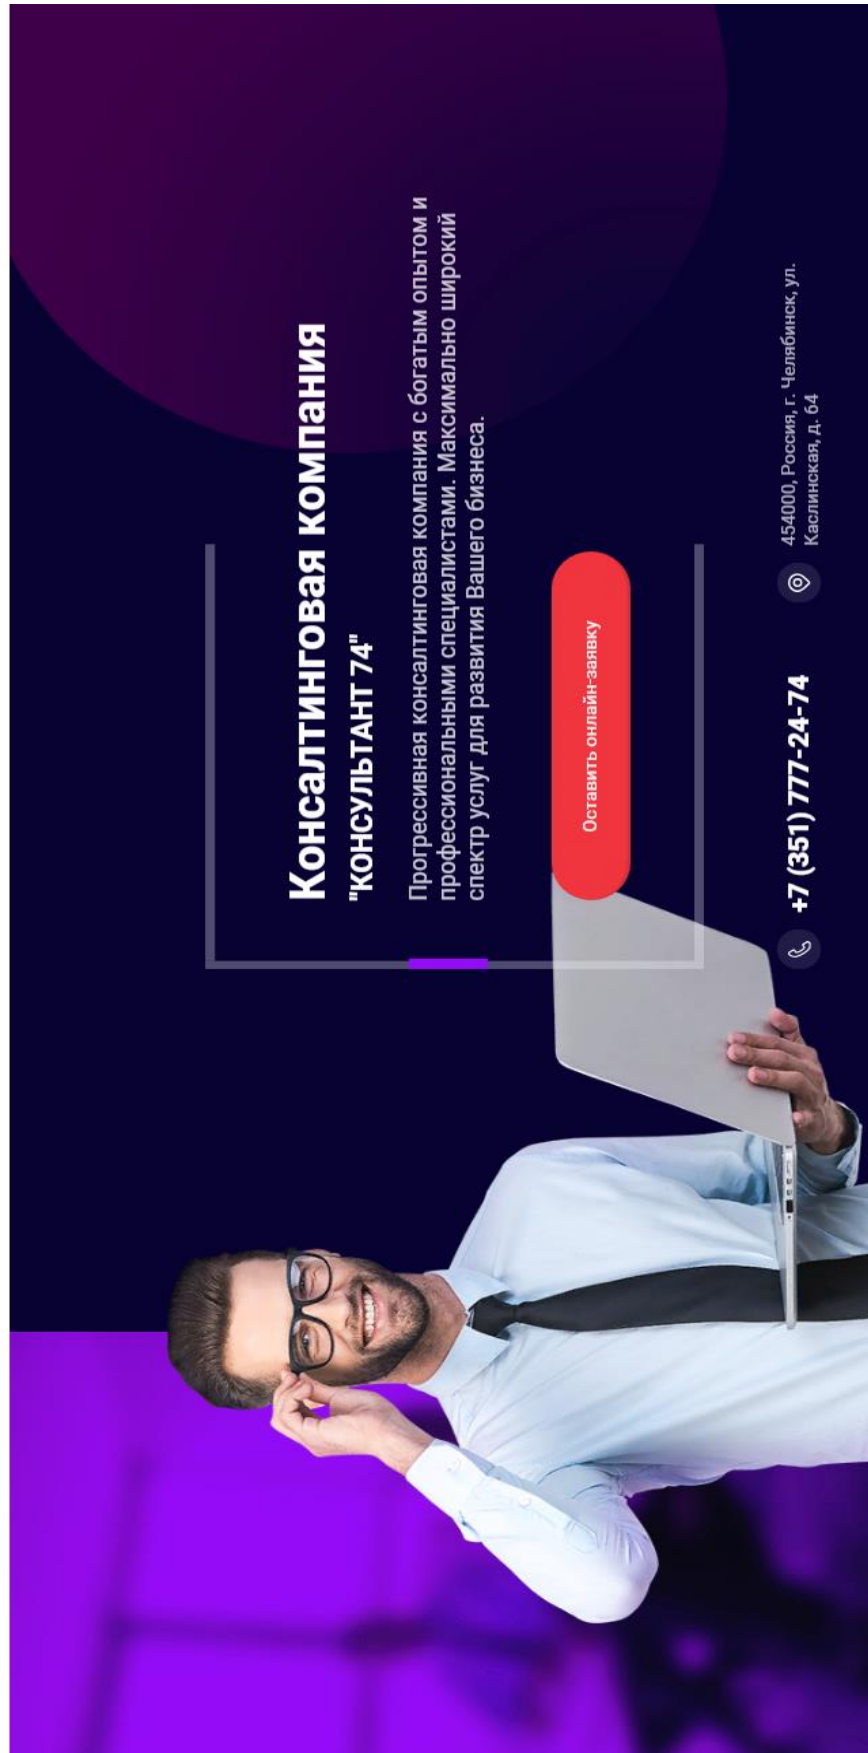 Консалтинговая компания
"КОНСУЛЬТАНТ 74"
Прогрессивная консалтинговая компания с богатым опытом и
профессиональными специалистами. Максимально широкий
спектр услуг для развития Вашего бизнеса.
Оставить онлайн-заявку
+7 (351) 777-24-74
454000, Россия, г. Челябинск, ул.
Каслинская, д. 64